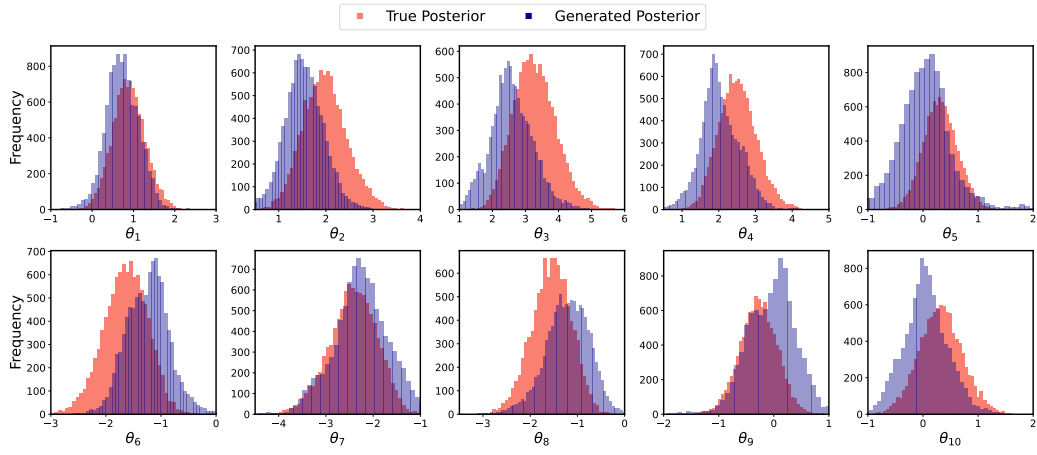 True Posterior Generated Posterior
Frequency
0 200 400 600 800
−1 0 1 2 3
θ1
0 100 200 300 400 500 600 700
1 2 3 4
θ2
0 100 200 300 400 500 600
1 2 3 4 5 6
θ3
0 100 200 300 400 500 600 700
1 2 3 4 5
θ4
0 200 400 600 800
−1 0 1 2
θ5
Frequency
0 100 200 300 400 500 600 700
−3 −2 −1 0
θ6
0 100 200 300 400 500 600 700
−4 −3 −2 −1
θ7
0 100 200 300 400 500 600
−3 −2 −1 0
θ8
0 200 400 600 800
−2 −1 0 1
θ9
0 200 400 600 800
−1 0 1 2
θ10